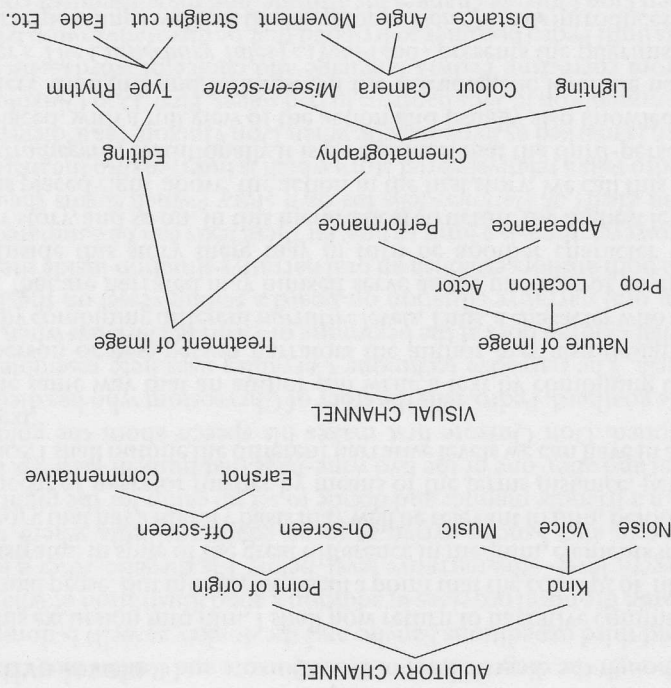 AUDITORY CHANNEL
Kind Point of origin
Noise Voice Music On-screen Off-screen
Earshot Commentative
VISUAL CHANNEL
Nature of image Treatment of image
Prop Location Actor
Appearance Performance
Cinematography Editing
Lighting Colour Camera Mise-en-scène Type Rhythm
Distance Angle Movement Straight cut Fade Etc.